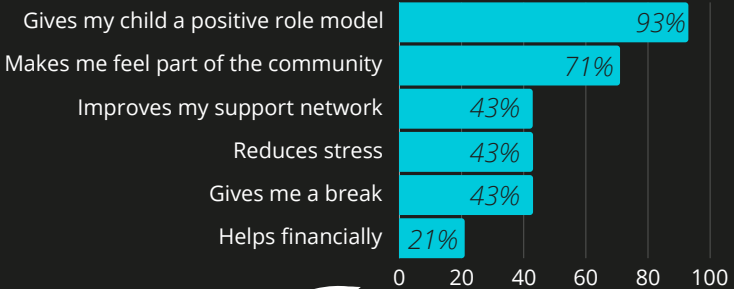 Gives my child a positive role model 93%
Makes me feel part of the community 71%
Improves my support network 43%
Reduces stress 43%
Gives me a break 43%
Helps financially 21%
0 20 40 60 80 100